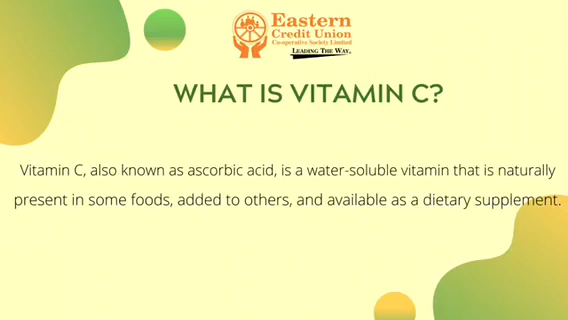 Eastern
Credit Union
Co-operative Society Limited
LEADING THE WAY.
WHAT IS VITAMIN C?
Vitamin C, also known as ascorbic acid, is a water-soluble vitamin that is naturally
present in some foods, added to others, and available as a dietary supplement.